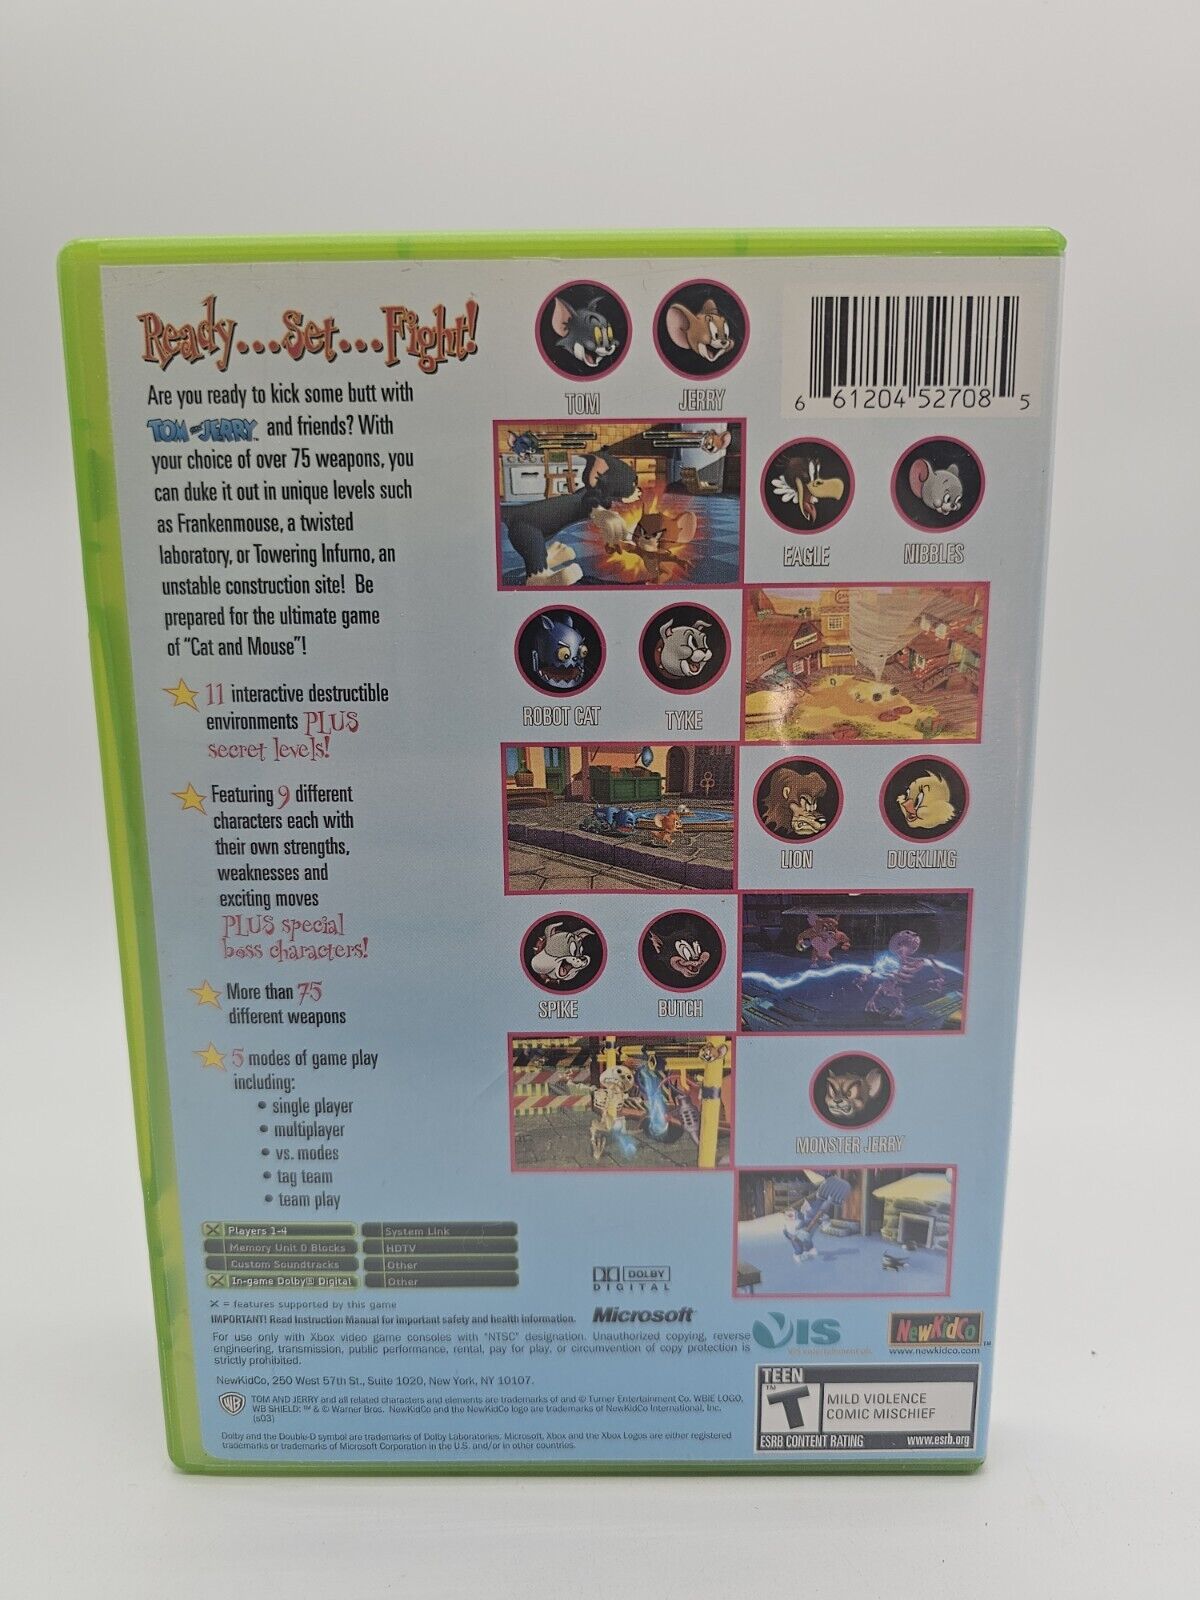 Ready...Set...Fight!
Are you ready to kick some butt with
TOM AND JERRY™ and friends? With
your choice of over 75 weapons, you
can duke it out in unique levels such
as Frankenmouse, a twisted
laboratory, or Towering Infurno, an
unstable construction site! Be
prepared for the ultimate game
of "Cat and Mouse"!
11 interactive destructible
environments PLUS
secret levels!
Featuring 9 different
characters each with
their own strengths,
weaknesses and
exciting moves
PLUS special
boss characters!
More than 75
different weapons
5 modes of game play
including:
• single player
• multiplayer
• vs. modes
• tag team
• team play
TOM
JERRY
6 61204 52708 5
EAGLE
NIBBLES
ROBOT CAT
TYKE
LION
DUCKLING
SPIKE
BUTCH
MONSTER JERRY
X Players 1-4
System Link
Memory Unit 0 Blocks
HDTV
Custom Soundtracks
Other
X In-game Dolby® Digital
Other
X = features supported by this game
DOLBY
DIGITAL
Microsoft
VIS
NewKidCo™
www.newkidco.com
IMPORTANT! Read Instruction Manual for important safety and health information.
For use only with Xbox video game consoles with "NTSC" designation. Unauthorized copying, reverse
engineering, transmission, public performance, rental, pay for play, or circumvention of copy protection is
strictly prohibited.
NewKidCo, 250 West 57th St., Suite 1020, New York, NY 10107.
WB
TOM AND JERRY and all related characters and elements are trademarks of and © Turner Entertainment Co. WBIE LOGO,
WB SHIELD: ™ & © Warner Bros. NewKidCo and the NewKidCo logo are trademarks of NewKidCo International, Inc.
(s03)
Dolby and the Double-D symbol are trademarks of Dolby Laboratories. Microsoft, Xbox and the Xbox Logos are either registered
trademarks or trademarks of Microsoft Corporation in the U.S. and/or in other countries.
TEEN
T™
MILD VIOLENCE
COMIC MISCHIEF
ESRB CONTENT RATING
www.esrb.org